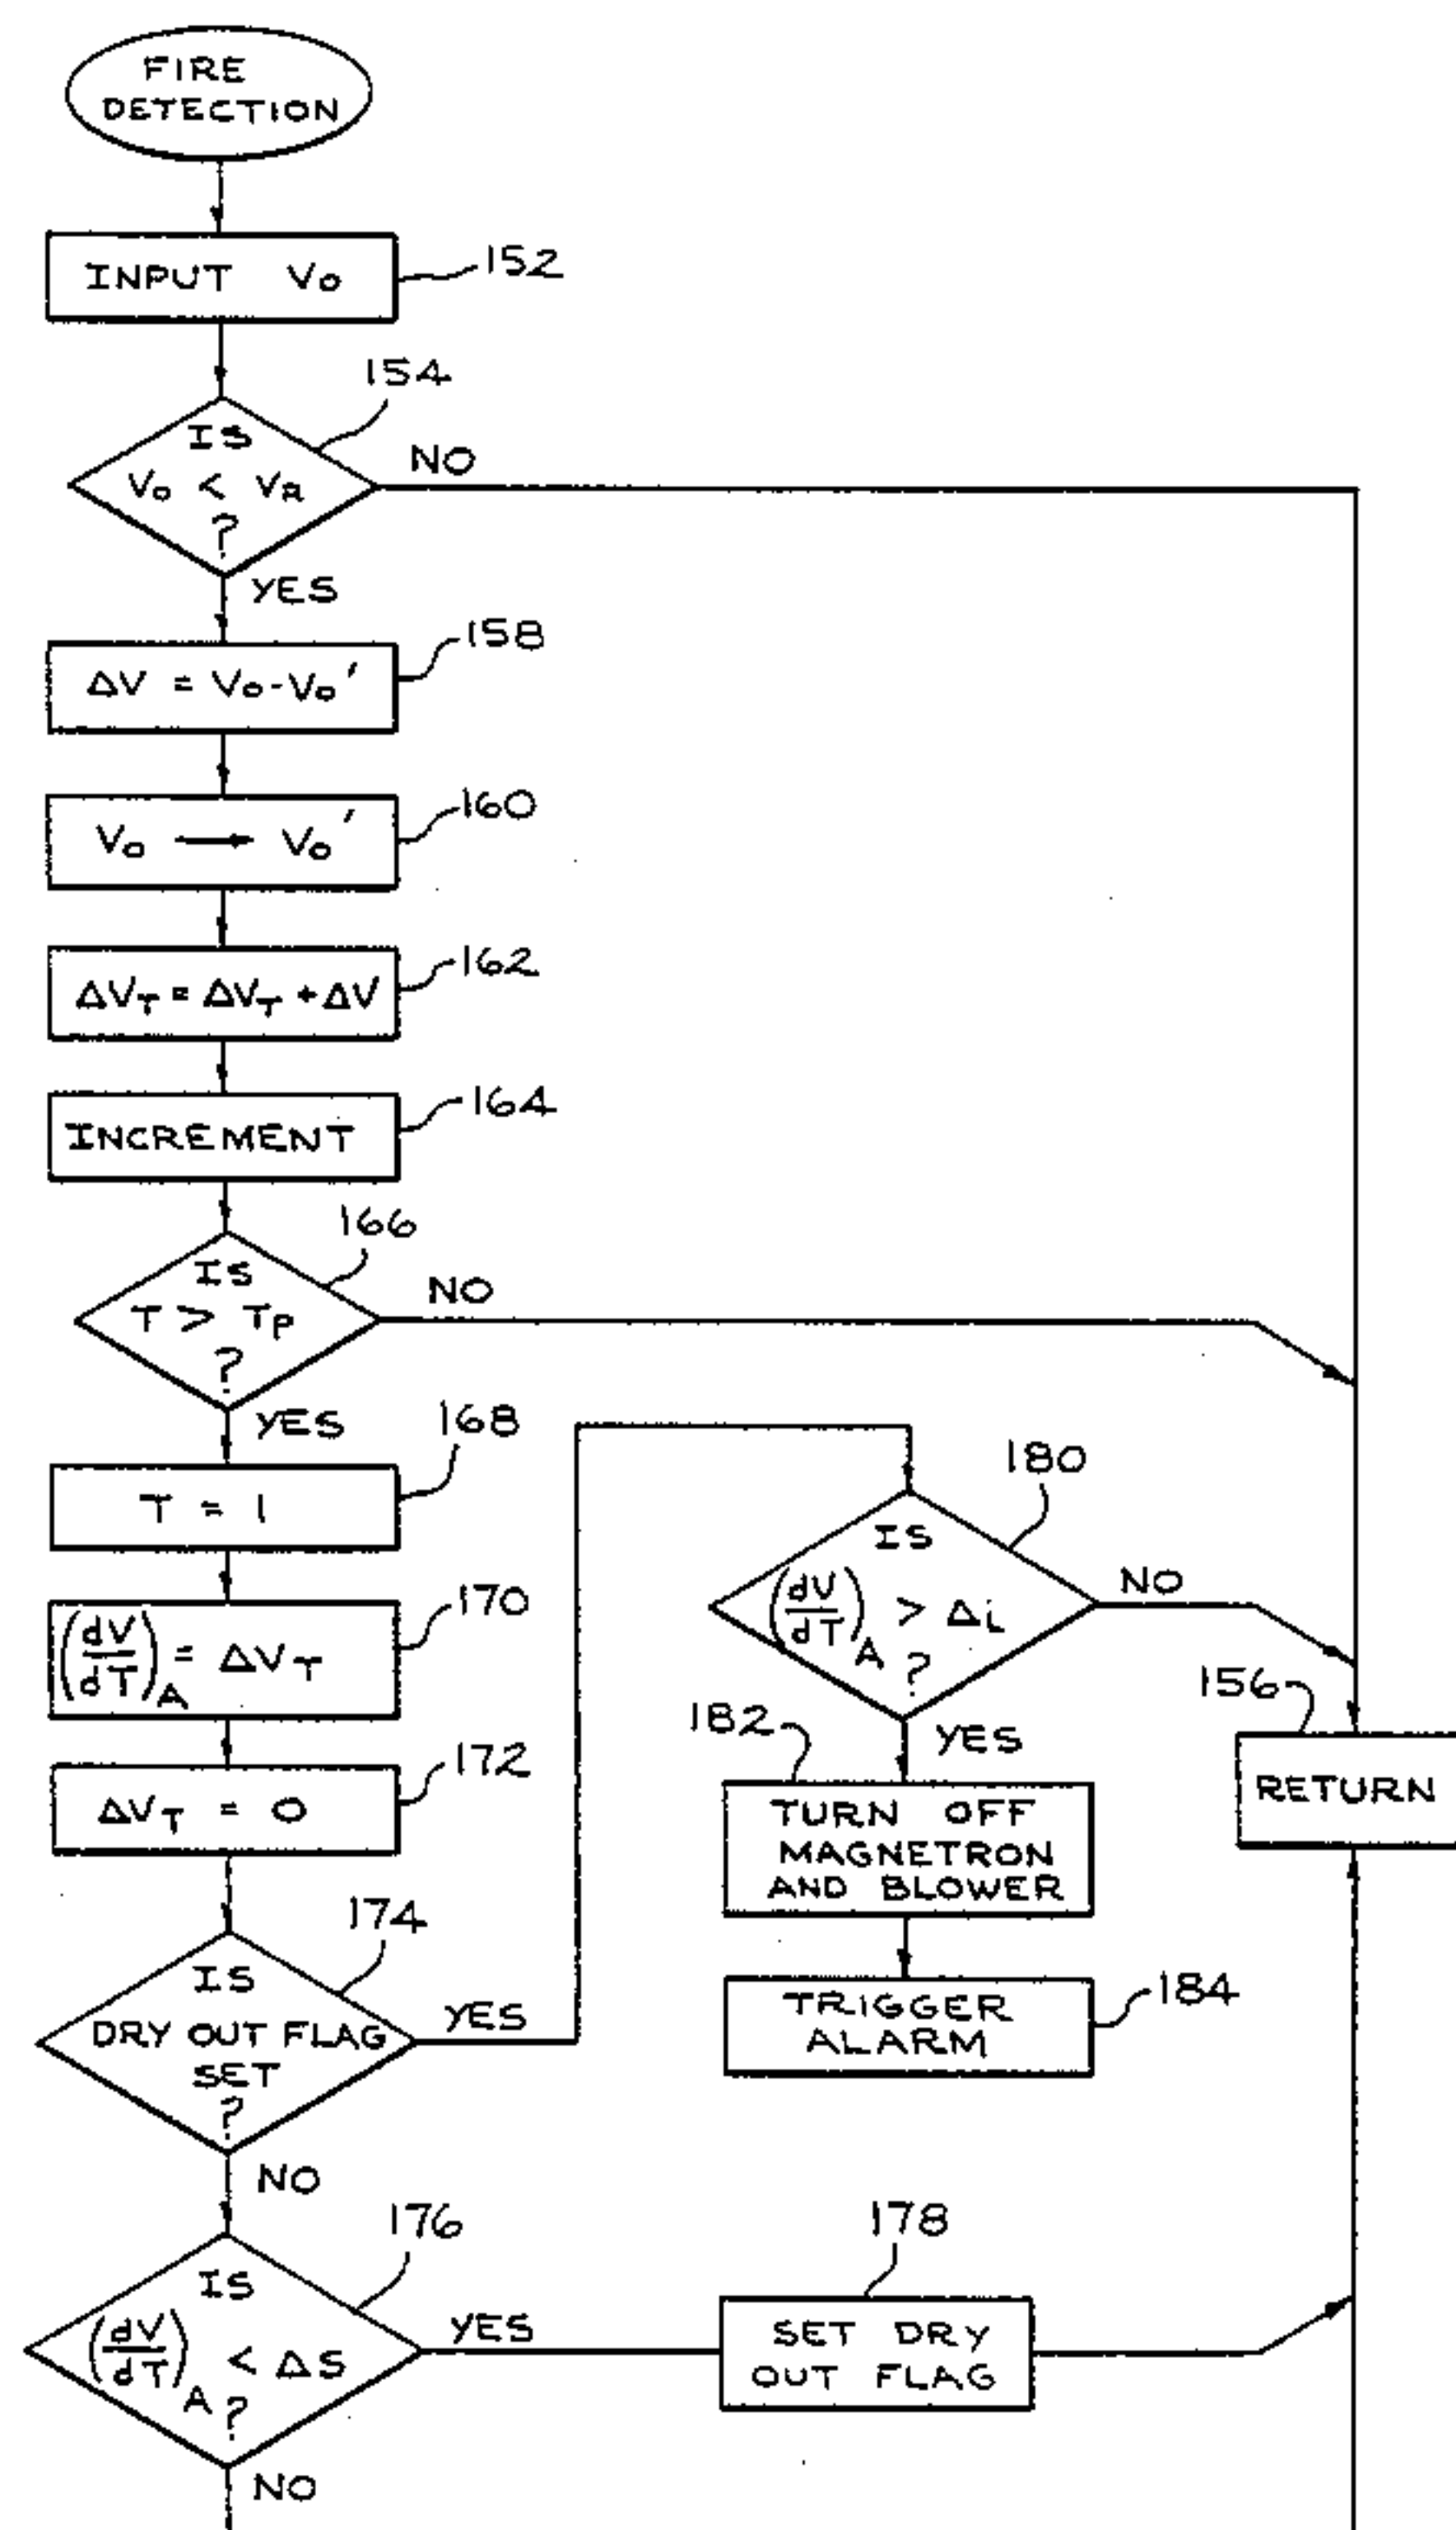 FIRE
DETECTION
INPUT V₀
152
154
IS
V₀ < V_R
?
NO
YES
158
ΔV = V₀-V₀'
160
V₀ → V₀'
162
ΔV_T = ΔV_T + ΔV
164
INCREMENT
166
IS
T > T_P
?
NO
YES
168
T = 1
170
(dV/dT)_A = ΔV_T
172
ΔV_T = 0
174
IS
DRY OUT FLAG
SET
?
YES
NO
180
IS
(dV/dT)_A > Δi
?
NO
YES
182
TURN OFF
MAGNETRON
AND BLOWER
TRIGGER
ALARM
184
156
RETURN
176
IS
(dV/dT)_A < ΔS
?
YES
NO
178
SET DRY
OUT FLAG